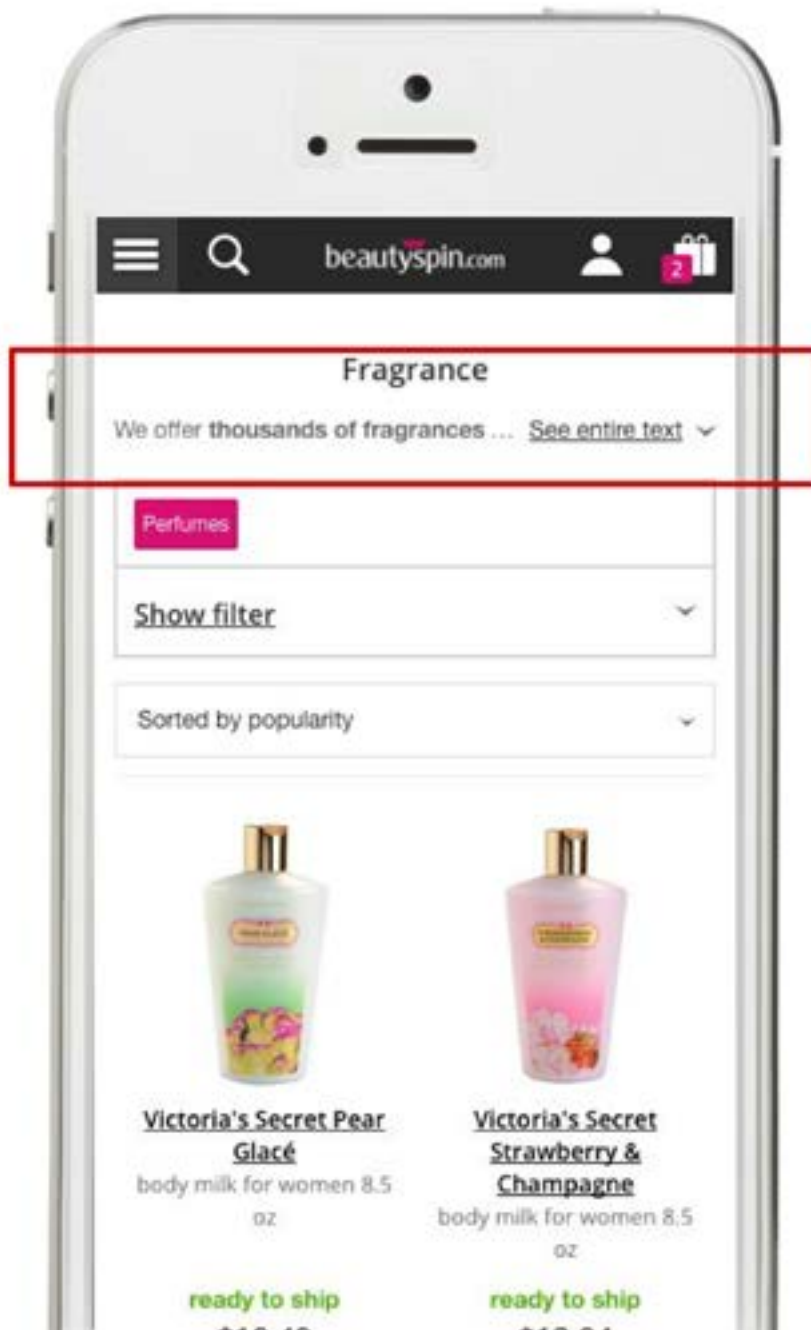 beautyspin.com
2
Fragrance
We offer thousands of fragrances ... See entire text
Perfumes
Show filter
Sorted by popularity
Victoria's Secret Pear
Glacé
body milk for women 8.5
oz
ready to ship
Victoria's Secret
Strawberry &
Champagne
body milk for women 8.5
oz
ready to ship